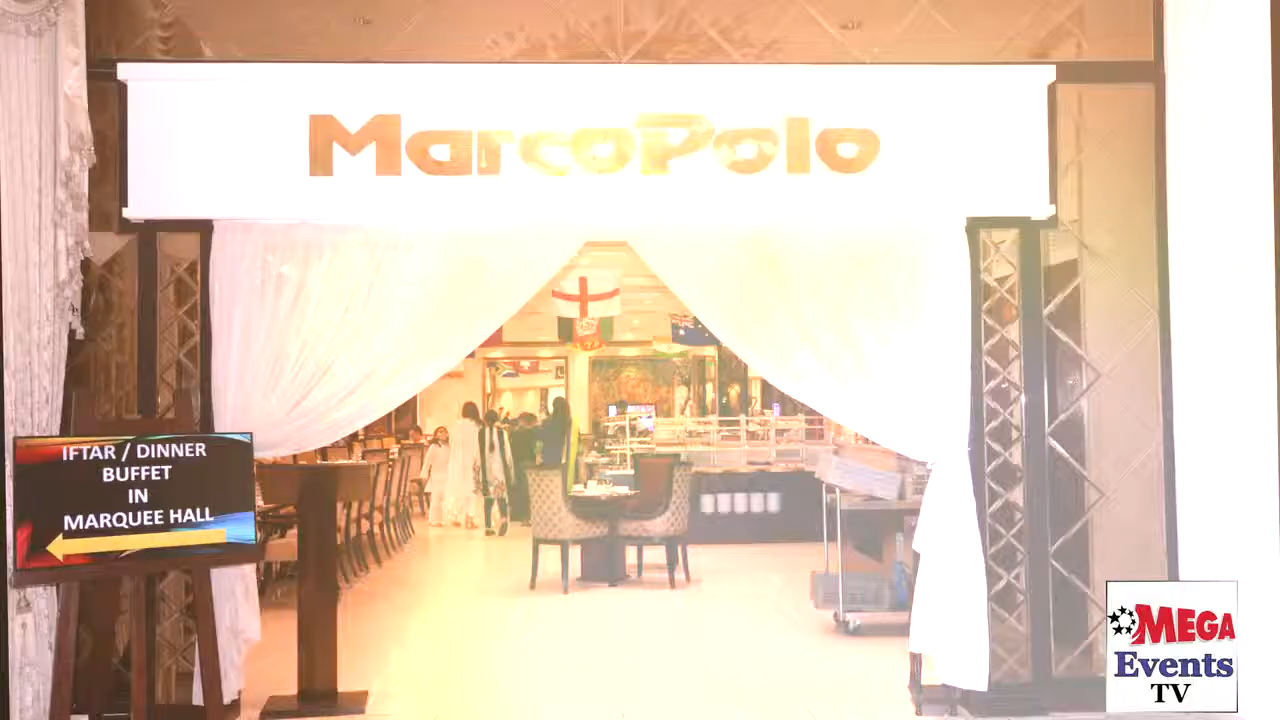 MarcoPolo
IFTAR / DINNER
BUFFET
IN
MARQUEE HALL
MEGA
Events
TV